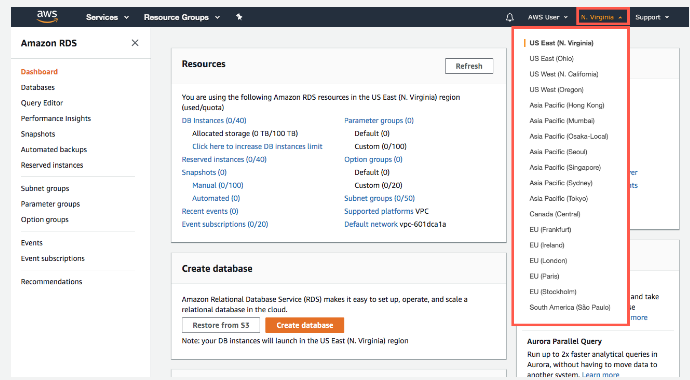 aws
Services
Resource Groups
AWS User
N. Virginia
Support
Amazon RDS
Dashboard
Databases
Query Editor
Performance Insights
Snapshots
Automated backups
Reserved instances
Subnet groups
Parameter groups
Option groups
Events
Event subscriptions
Recommendations
Resources
Refresh
You are using the following Amazon RDS resources in the US East (N. Virginia) region
(used/quota)
DB Instances (0/40)
Allocated storage (0 TB/100 TB)
Click here to increase DB instances limit
Reserved instances (0/40)
Snapshots (0)
Manual (0/100)
Automated (0)
Recent events (0)
Event subscriptions (0/20)
Parameter groups (0)
Default (0)
Custom (0/100)
Option groups (0)
Default (0)
Custom (0/20)
Subnet groups (0/50)
Supported platforms VPC
Default network vpc-601dca1a
Create database
Amazon Relational Database Service (RDS) makes it easy to set up, operate, and scale a
relational database in the cloud.
Restore from S3
Create database
Note: your DB instances will launch in the US East (N. Virginia) region
US East (N. Virginia)
US East (Ohio)
US West (N. California)
US West (Oregon)
Asia Pacific (Hong Kong)
Asia Pacific (Mumbai)
Asia Pacific (Osaka-Local)
Asia Pacific (Seoul)
Asia Pacific (Singapore)
Asia Pacific (Sydney)
Asia Pacific (Tokyo)
Canada (Central)
EU (Frankfurt)
EU (Ireland)
EU (London)
EU (Paris)
EU (Stockholm)
South America (São Paulo)
and take
more
Aurora Parallel Query
Run up to 2x faster analytical queries in
Aurora, without having to move data to
another system. Learn more